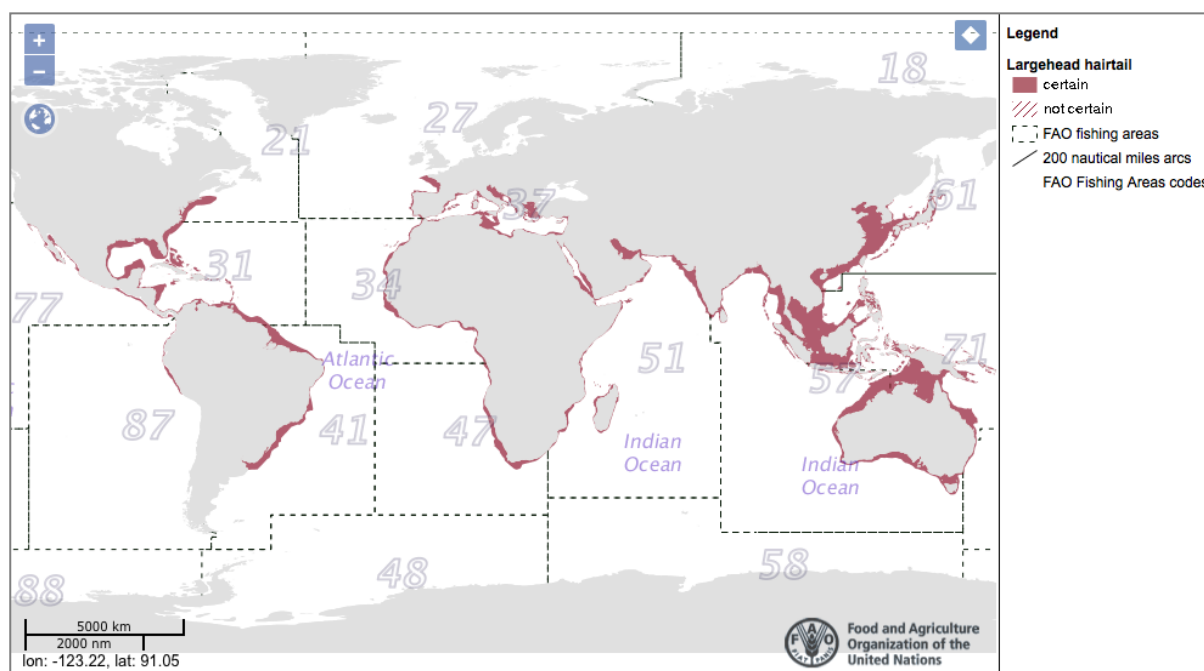 +
−
18
27
21
37
61
31
34
77
Atlantic
Ocean
51
71
57
87
41
47
Indian
Ocean
Indian
Ocean
88
48
58
5000 km
2000 nm
lon: -123.22, lat: 91.05
F A O
FIAT PANIS
Food and Agriculture
Organization of the
United Nations
Legend
Largehead hairtail
certain
not certain
FAO fishing areas
200 nautical miles arcs
FAO Fishing Areas codes